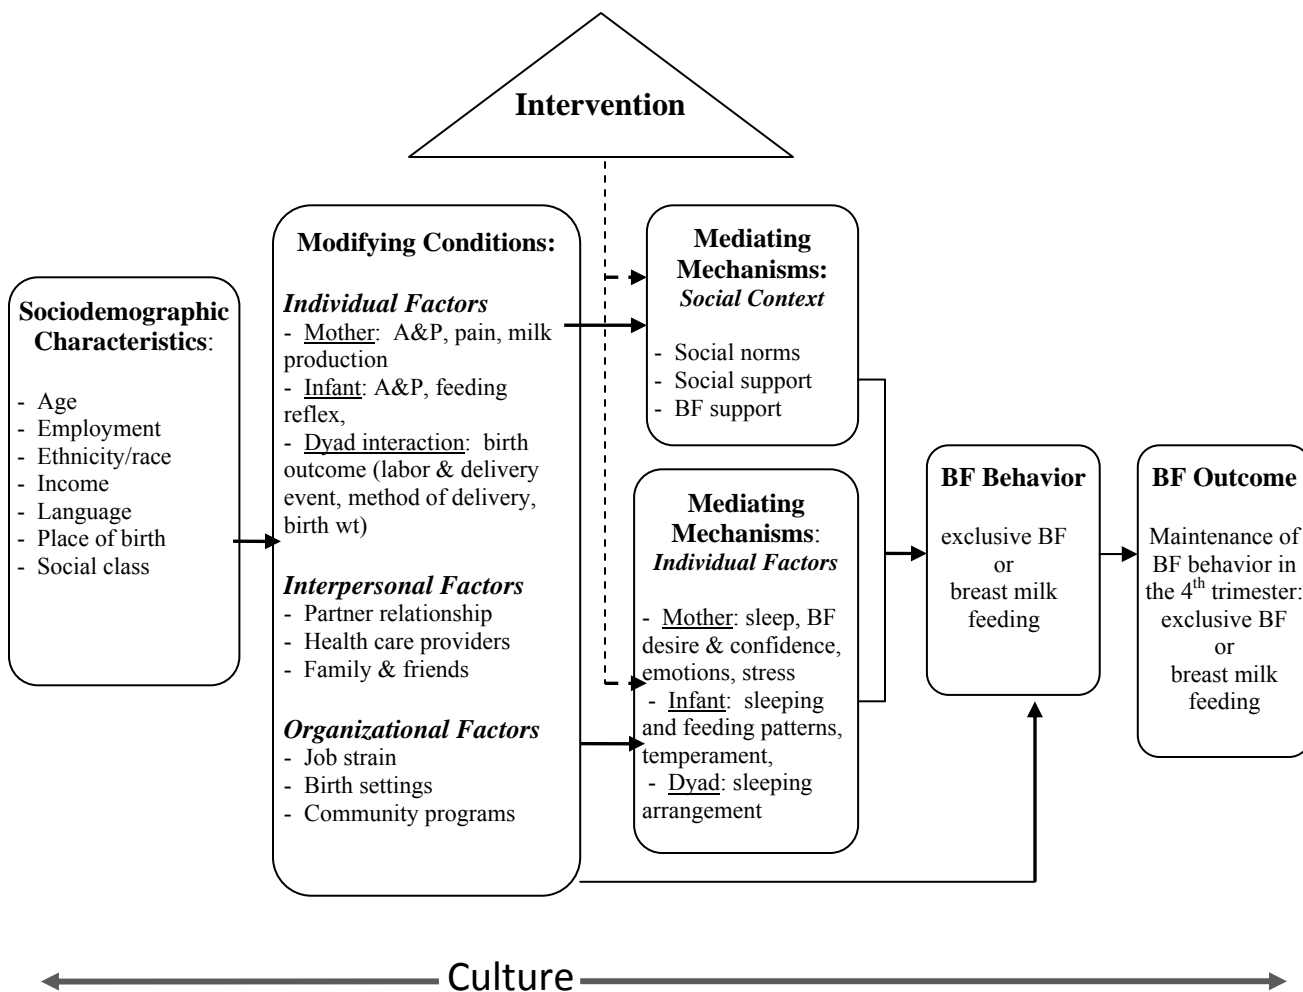 Intervention
Sociodemographic
Characteristics:
- Age
- Employment
- Ethnicity/race
- Income
- Language
- Place of birth
- Social class
Modifying Conditions:
Individual Factors
- Mother: A&P, pain, milk
production
- Infant: A&P, feeding
reflex,
- Dyad interaction: birth
outcome (labor & delivery
event, method of delivery,
birth wt)
Interpersonal Factors
- Partner relationship
- Health care providers
- Family & friends
Organizational Factors
- Job strain
- Birth settings
- Community programs
Mediating
Mechanisms:
Social Context
- Social norms
- Social support
- BF support
Mediating
Mechanisms:
Individual Factors
- Mother: sleep, BF
desire & confidence,
emotions, stress
- Infant: sleeping
and feeding patterns,
temperament,
- Dyad: sleeping
arrangement
BF Behavior
exclusive BF
or
breast milk
feeding
BF Outcome
Maintenance of
BF behavior in
the 4th trimester:
exclusive BF
or
breast milk
feeding
Culture